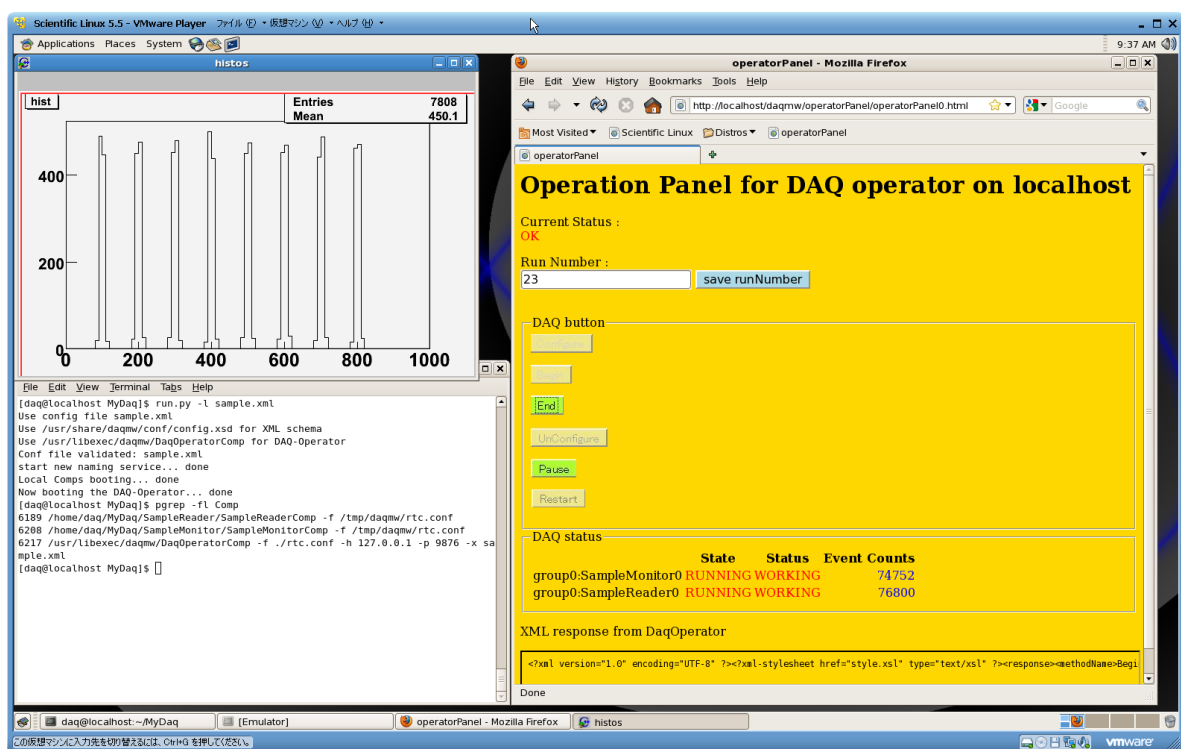 Scientific Linux 5.5 - VMware Player ファイル (F) ▾ 仮想マシン (V) ▾ ヘルプ (H) ▾
Applications Places System 9:37 AM
histos
hist
Entries 7808
Mean 450.1
400
200
0
0 200 400 600 800 1000
File Edit View Terminal Tabs Help
[daq@localhost MyDaq]$ run.py -l sample.xml
Use config file sample.xml
Use /usr/share/daqmw/conf/config.xsd for XML schema
Use /usr/libexec/daqmw/DaqOperatorComp for DAQ-Operator
Conf file validated: sample.xml
start new naming service... done
Local Comps booting... done
Now booting the DAQ-Operator... done
[daq@localhost MyDaq]$ pgrep -fl Comp
6189 /home/daq/MyDaq/SampleReader/SampleReaderComp -f /tmp/daqmw/rtc.conf
6208 /home/daq/MyDaq/SampleMonitor/SampleMonitorComp -f /tmp/daqmw/rtc.conf
6217 /usr/libexec/daqmw/DaqOperatorComp -f ./rtc.conf -h 127.0.0.1 -p 9876 -x sa
mple.xml
[daq@localhost MyDaq]$
operatorPanel - Mozilla Firefox
File Edit View History Bookmarks Tools Help
http://localhost/daqmw/operatorPanel/operatorPanel0.html Google
Most Visited Scientific Linux Distros operatorPanel
operatorPanel
Operation Panel for DAQ operator on localhost
Current Status :
OK
Run Number :
23 save runNumber
DAQ button
Configure
Begin
End
UnConfigure
Pause
Restart
DAQ status
State Status Event Counts
group0:SampleMonitor0 RUNNING WORKING 74752
group0:SampleReader0 RUNNING WORKING 76800
XML response from DaqOperator
<?xml version="1.0" encoding="UTF-8" ?><?xml-stylesheet href="style.xsl" type="text/xsl" ?><response><methodName>Begi
Done
daq@localhost:~/MyDaq [Emulator] operatorPanel - Mozilla Firefox histos
この仮想マシンに入力先を切り替えるには、Ctrl+G を押してください。 vmware